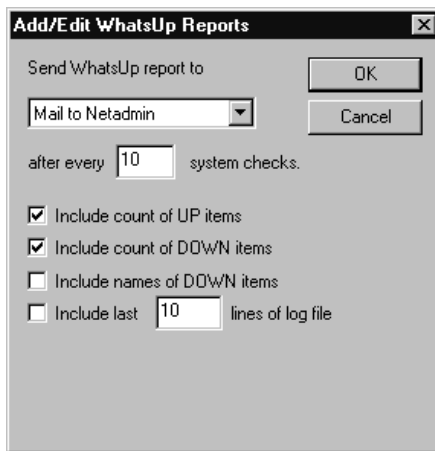 Add/Edit WhatsUp Reports
Send WhatsUp report to
OK
Mail to Netadmin
Cancel
after every 10 system checks.
Include count of UP items
Include count of DOWN items
Include names of DOWN items
Include last 10 lines of log file